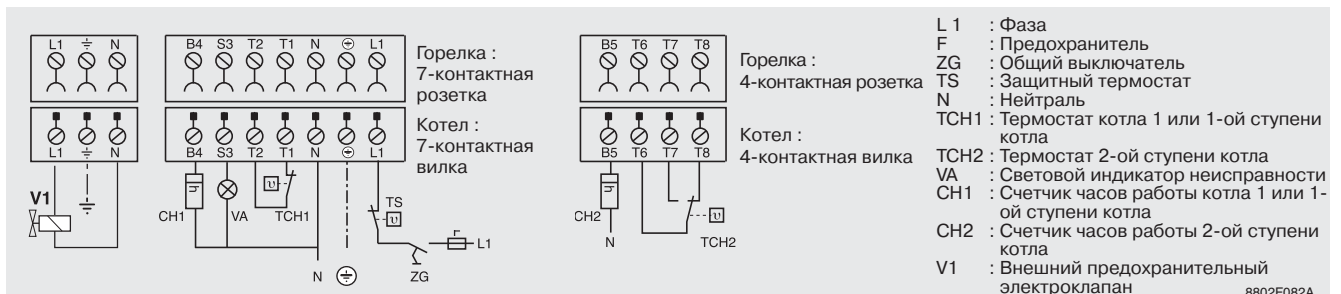 L1 ⏚ N
L1 ⏚ N
V1
B4 S3 T2 T1 N ⏚ L1
Горелка :
7-контактная
розетка
Котел :
7-контактная
вилка
B4 S3 T2 T1 N ⏚ L1
h
υ
CH1
VA
TCH1
TS
υ
L1
N
ZG
B5 T6 T7 T8
Горелка :
4-контактная розетка
Котел :
4-контактная вилка
B5 T6 T7 T8
h
υ
CH2
N
TCH2
L 1 : Фаза
F : Предохранитель
ZG : Общий выключатель
TS : Защитный термостат
N : Нейтраль
TCH1 : Термостат котла 1 или 1-ой ступени
котла
TCH2 : Термостат 2-ой ступени котла
VA : Световой индикатор неисправности
CH1 : Счетчик часов работы котла 1 или 1-
ой ступени котла
CH2 : Счетчик часов работы 2-ой ступени
котла
V1 : Внешний предохранительный
электроклапан
8802F082A